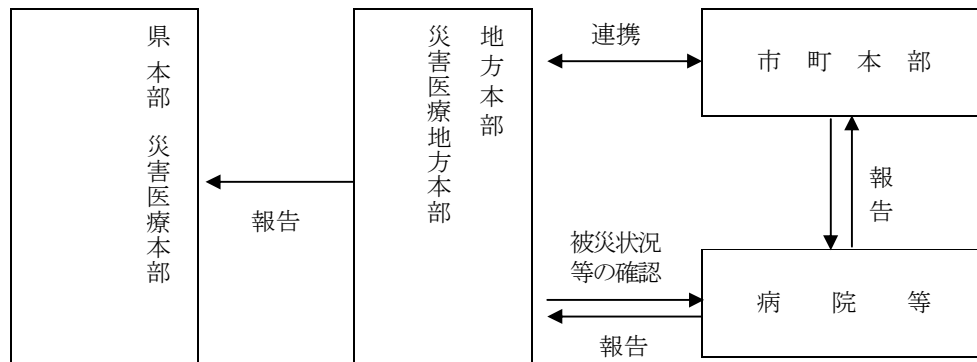 県本部 災害医療本部
報告
地方本部
災害医療地方本部
連携
市町本部
報告
被災状況
等の確認
報告
病院等